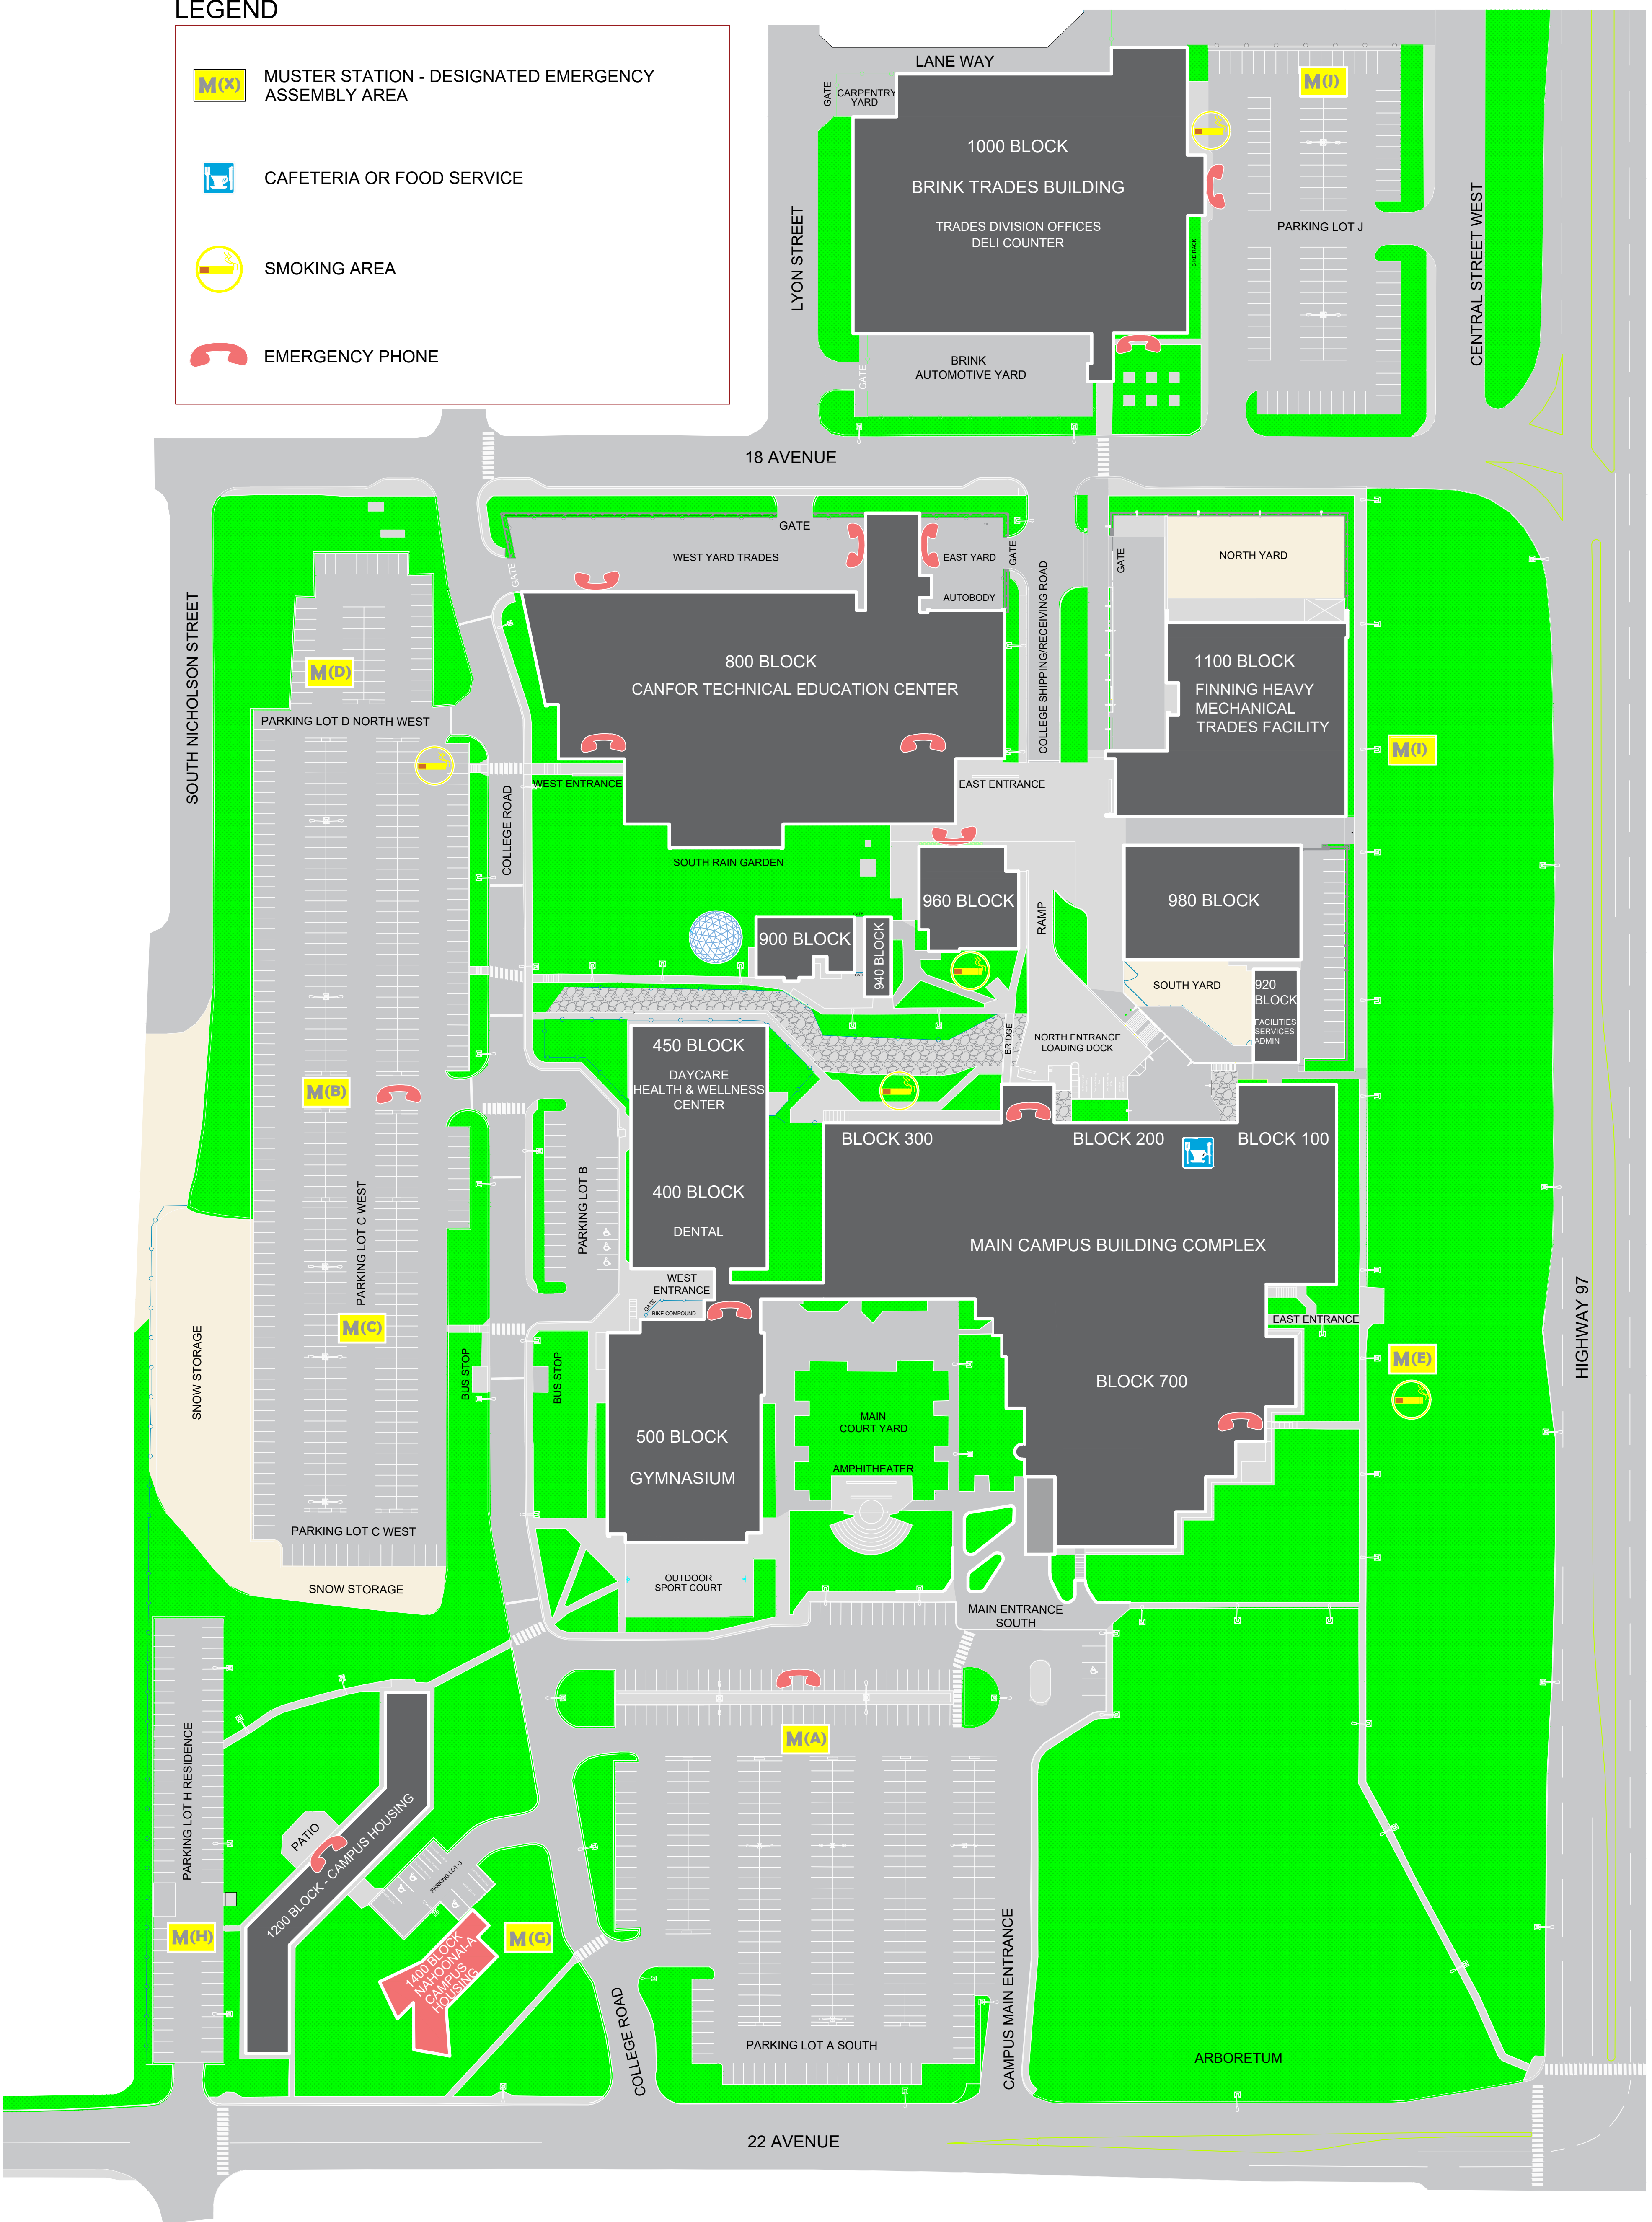 LEGEND
M(X)
MUSTER STATION - DESIGNATED EMERGENCY
ASSEMBLY AREA
CAFETERIA OR FOOD SERVICE
SMOKING AREA
EMERGENCY PHONE
LANE WAY
GATE
CARPENTRY
YARD
M(J)
1000 BLOCK
BRINK TRADES BUILDING
TRADES DIVISION OFFICES
DELI COUNTER
LYON STREET
BIKE RACK
PARKING LOT J
CENTRAL STREET WEST
BRINK
AUTOMOTIVE YARD
GATE
18 AVENUE
GATE
WEST YARD TRADES
EAST YARD
GATE
GATE
AUTOBODY
COLLEGE SHIPPING/RECEIVING ROAD
GATE
NORTH YARD
SOUTH NICHOLSON STREET
M(D)
PARKING LOT D NORTH WEST
800 BLOCK
CANFOR TECHNICAL EDUCATION CENTER
1100 BLOCK
FINNING HEAVY
MECHANICAL
TRADES FACILITY
M(I)
COLLEGE ROAD
WEST ENTRANCE
EAST ENTRANCE
SOUTH RAIN GARDEN
960 BLOCK
980 BLOCK
RAMP
900 BLOCK
940 BLOCK
SOUTH YARD
920
BLOCK
FACILITIES
SERVICES
ADMIN
BRIDGE
NORTH ENTRANCE
LOADING DOCK
450 BLOCK
DAYCARE
HEALTH & WELLNESS
CENTER
M(B)
BLOCK 300
BLOCK 200
BLOCK 100
400 BLOCK
DENTAL
PARKING LOT B
PARKING LOT C WEST
MAIN CAMPUS BUILDING COMPLEX
WEST
ENTRANCE
GATE
BIKE COMPOUND
M(C)
SNOW STORAGE
BUS STOP
BUS STOP
EAST ENTRANCE
M(E)
HIGHWAY 97
BLOCK 700
MAIN
COURT YARD
AMPHITHEATER
500 BLOCK
GYMNASIUM
PARKING LOT C WEST
SNOW STORAGE
OUTDOOR
SPORT COURT
MAIN ENTRANCE
SOUTH
M(A)
PARKING LOT H RESIDENCE
PATIO
1200 BLOCK - CAMPUS HOUSING
PARKING LOT G
M(H)
M(G)
1400 BLOCK
NAHOONAI-A
CAMPUS
HOUSING
COLLEGE ROAD
PARKING LOT A SOUTH
CAMPUS MAIN ENTRANCE
ARBORETUM
22 AVENUE